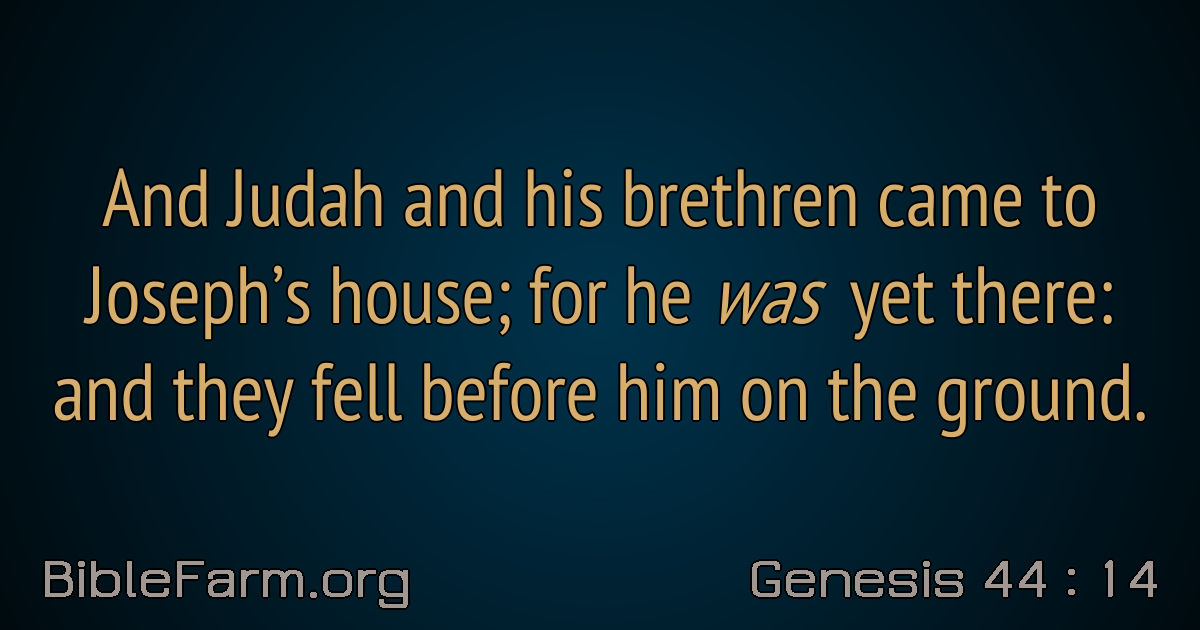 And Judah and his brethren came to
Joseph’s house; for he was yet there:
and they fell before him on the ground.
BibleFarm.org
Genesis 44 : 14